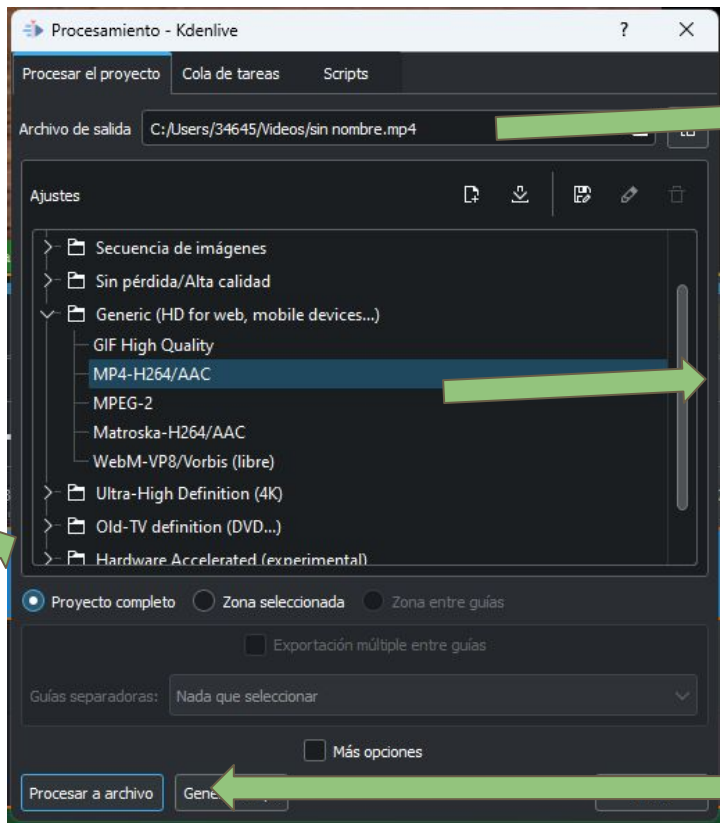 Procesamiento - Kdenlive ?
Procesar el proyecto Cola de tareas Scripts
Archivo de salida C:/Users/34645/Videos/sin nombre.mp4
Ajustes
Secuencia de imágenes
Sin pérdida/Alta calidad
Generic (HD for web, mobile devices...)
GIF High Quality
MP4-H264/AAC
MPEG-2
Matroska-H264/AAC
WebM-VP8/Vorbis (libre)
Ultra-High Definition (4K)
Old-TV definition (DVD...)
Hardware Accelerated (experimental)
Proyecto completo Zona seleccionada Zona entre guías
Exportación múltiple entre guías
Guías separadoras: Nada que seleccionar
Más opciones
Procesar a archivo